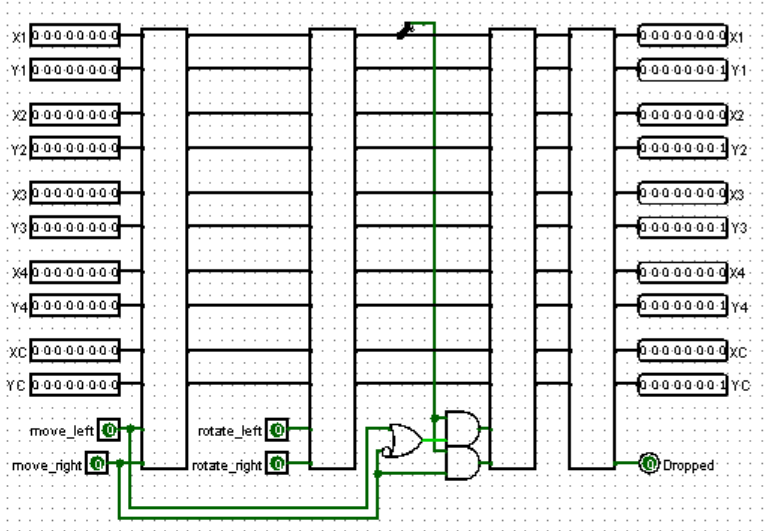 X1 00000000 00000000 X1
Y1 00000000 00000001 Y1
X2 00000000 00000000 X2
Y2 00000000 00000001 Y2
X3 00000000 00000000 X3
Y3 00000000 00000001 Y3
X4 00000000 00000000 X4
Y4 00000000 00000001 Y4
XC 00000000 00000000 XC
YC 00000000 00000001 YC
move_left 0 rotate_left 0
move_right 0 rotate_right 0 0 Dropped